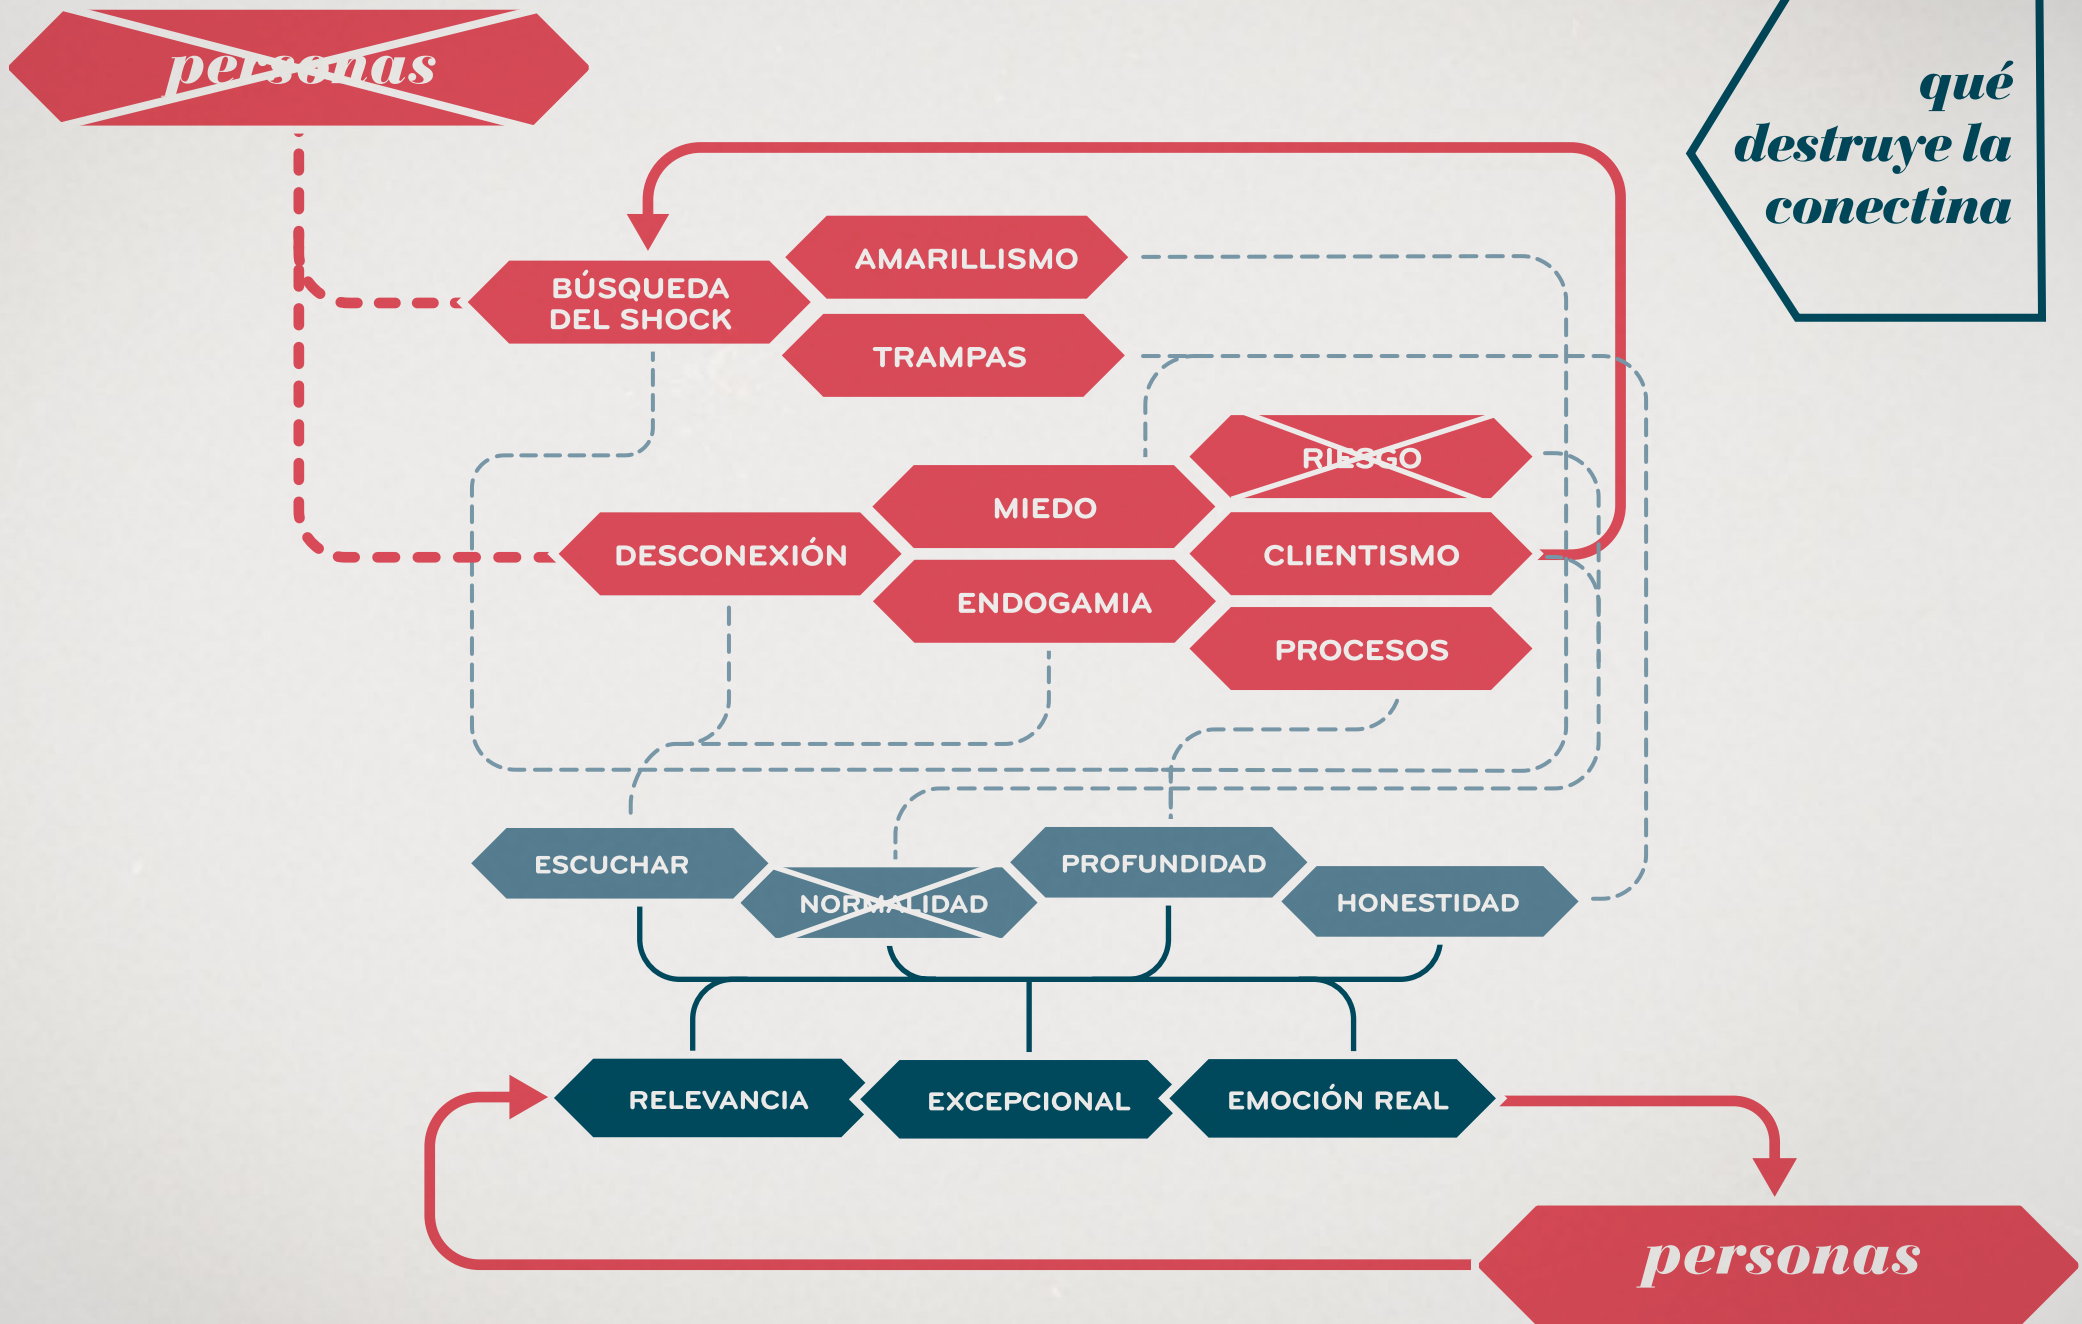 personas
qué
destruye la
conectina
AMARILLISMO
BÚSQUEDA
DEL SHOCK
TRAMPAS
RIESGO
MIEDO
DESCONEXIÓN
CLIENTISMO
ENDOGAMIA
PROCESOS
ESCUCHAR
NORMALIDAD
PROFUNDIDAD
HONESTIDAD
RELEVANCIA
EXCEPCIONAL
EMOCIÓN REAL
personas